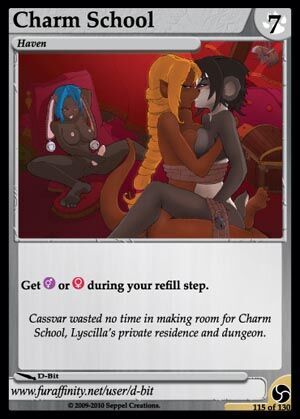 Charm School
7
Haven
Get ⚥ or ♀ during your refill step.
Cassvar wasted no time in making room for Charm
School, Lyscilla's private residence and dungeon.
D-Bit
© 2009-2010 Seppel Creations.
www.furaffinity.net/user/d-bit
115 of 130